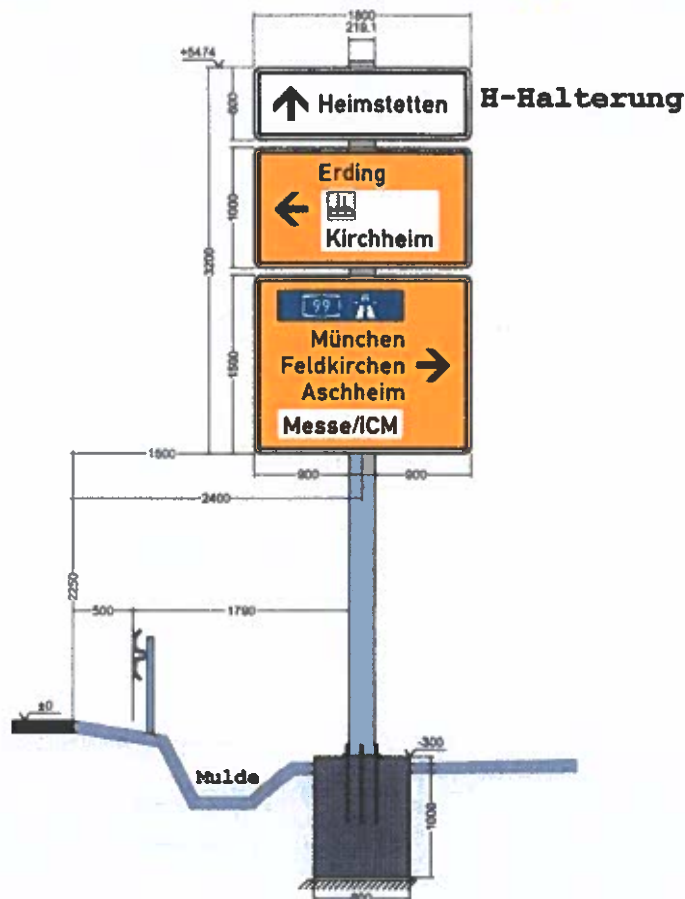 1800
219.1
+5474
600
Heimstetten
H-Halterung
1000
Erding
Kirchheim
3200
1500
99
München
Feldkirchen
Aschheim
Messe/ICM
1500
900
900
2400
2250
500
1790
±0
-300
Mulde
1000
800